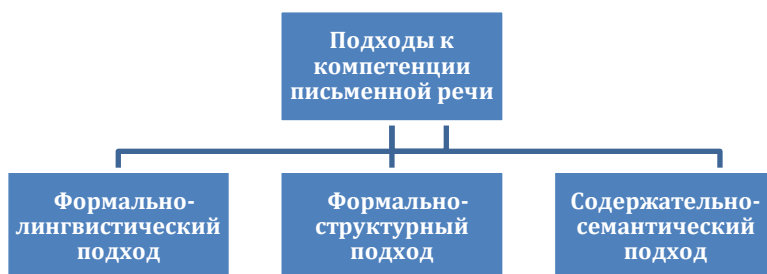 Подходы к
компетенции
письменной речи
Формально-
лингвистический
подход
Формально-
структурный
подход
Содержательно-
семантический
подход